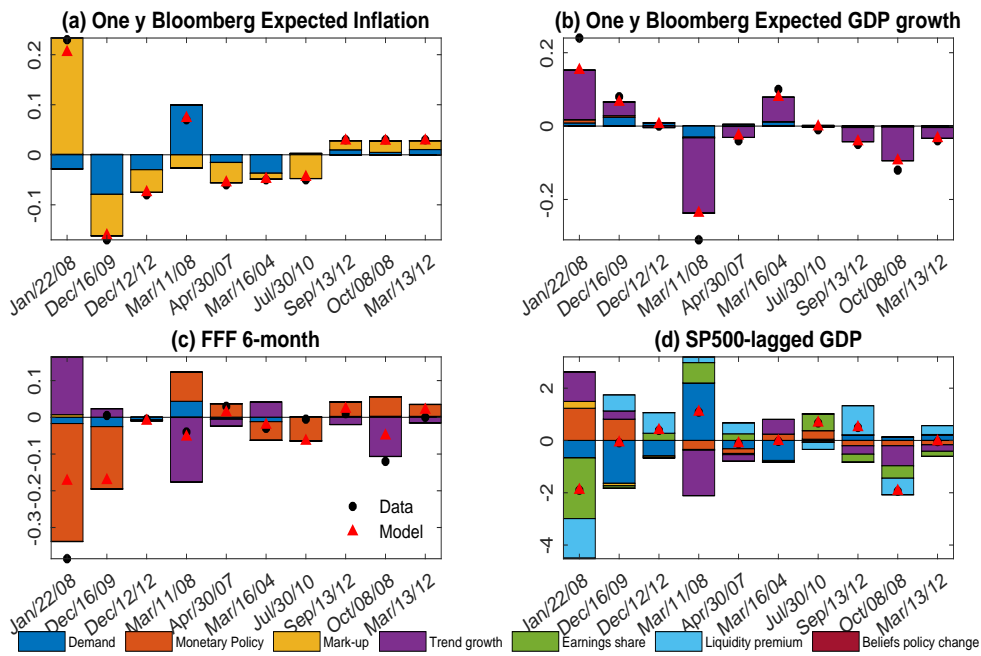 (a) One y Bloomberg Expected Inflation
(b) One y Bloomberg Expected GDP growth
0.2
0.1
0
-0.1
Jan/22/08
Dec/16/09
Dec/12/12
Mar/11/08
Apr/30/07
Mar/16/04
Jul/30/10
Sep/13/12
Oct/08/08
Mar/13/12
0.2
0
-0.2
Jan/22/08
Dec/16/09
Dec/12/12
Mar/11/08
Apr/30/07
Mar/16/04
Jul/30/10
Sep/13/12
Oct/08/08
Mar/13/12
(c) FFF 6-month
(d) SP500-lagged GDP
0.1
0
-0.1
-0.2
-0.3
Data
Model
Jan/22/08
Dec/16/09
Dec/12/12
Mar/11/08
Apr/30/07
Mar/16/04
Jul/30/10
Sep/13/12
Oct/08/08
Mar/13/12
2
0
-2
-4
Jan/22/08
Dec/16/09
Dec/12/12
Mar/11/08
Apr/30/07
Mar/16/04
Jul/30/10
Sep/13/12
Oct/08/08
Mar/13/12
Demand Monetary Policy Mark-up Trend growth Earnings share Liquidity premium Beliefs policy change